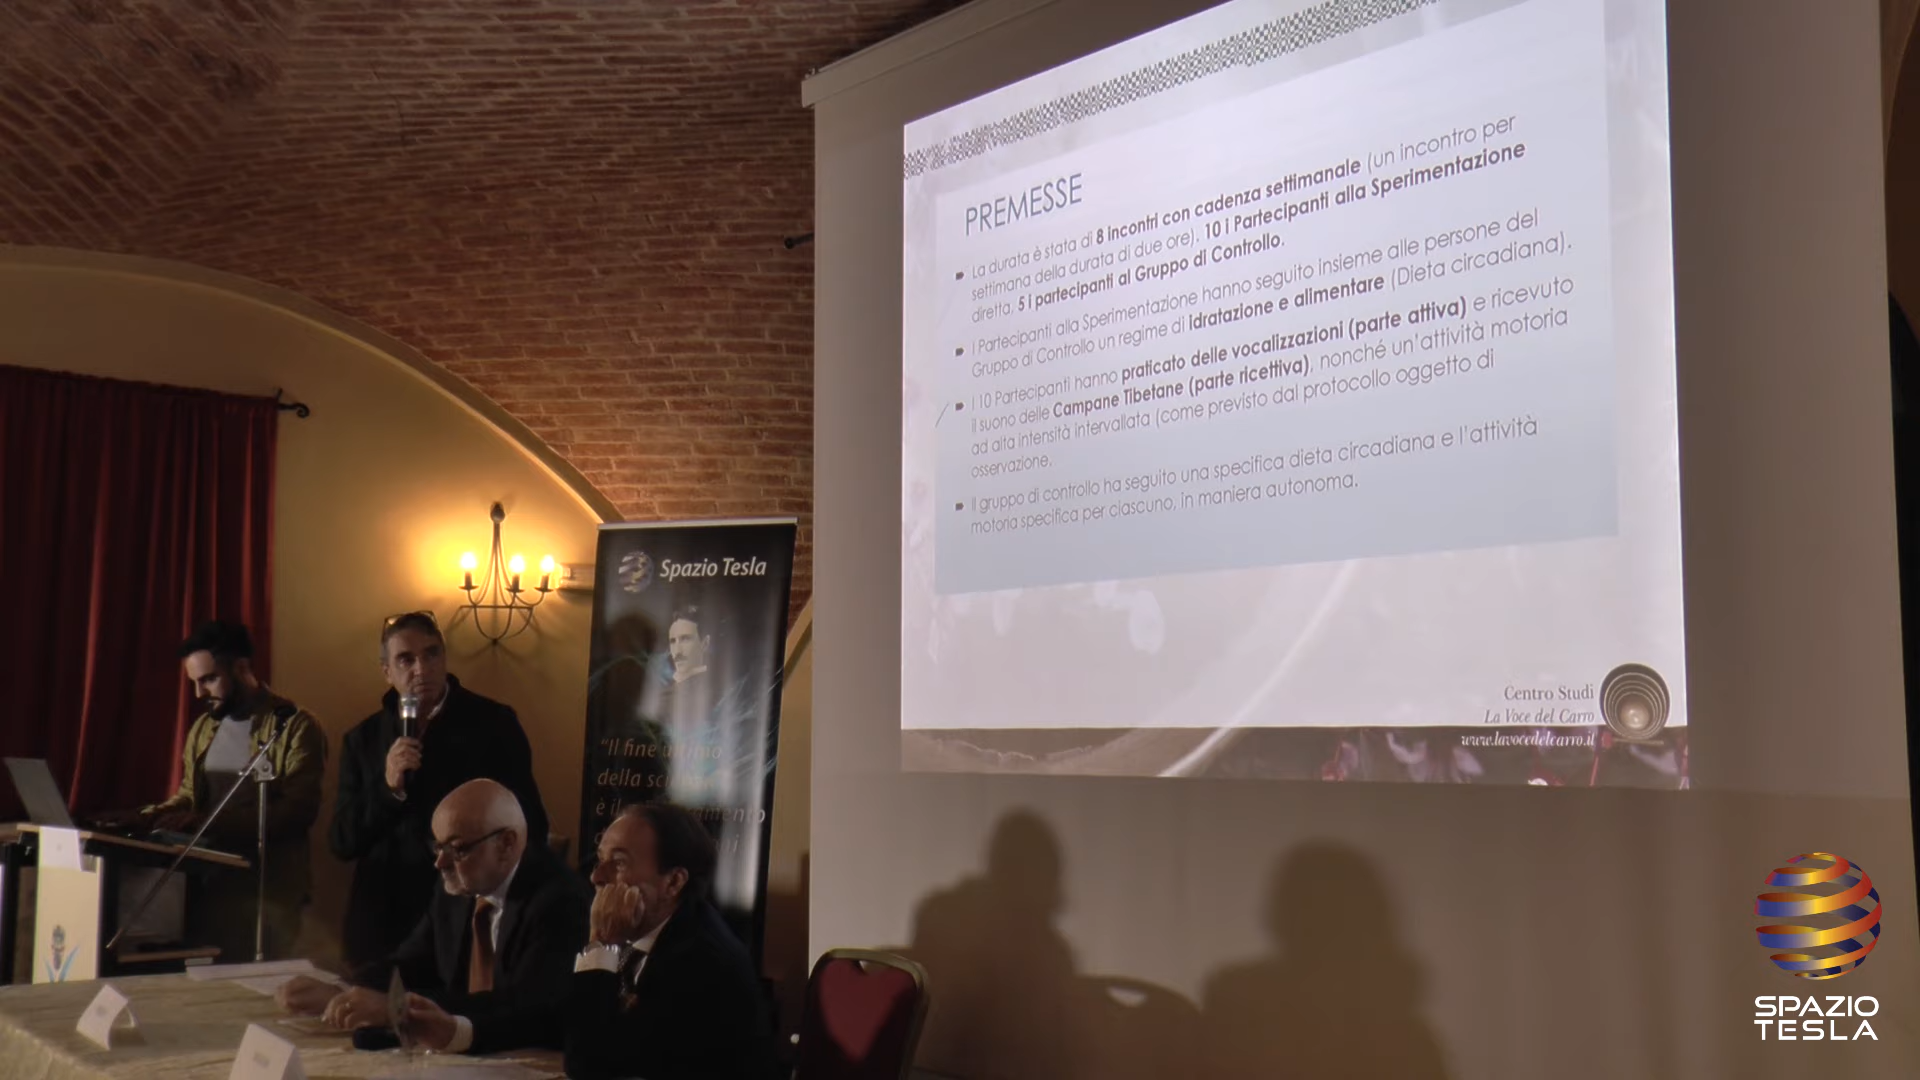 PREMESSE
La durata è stata di 8 incontri con cadenza settimanale (un incontro per
settimana della durata di due ore). 10 i Partecipanti alla Sperimentazione
diretta. 5 i partecipanti al Gruppo di Controllo.
I Partecipanti alla Sperimentazione hanno seguito insieme alle persone del
Gruppo di Controllo un regime di idratazione e alimentare (Dieta circadiana).
I 10 Partecipanti hanno praticato delle vocalizzazioni (parte attiva) e ricevuto
il suono delle Campane Tibetane (parte ricettiva), nonché un'attività motoria
ad alta intensità intervallata (come previsto dal protocollo oggetto di
osservazione.
Il gruppo di controllo ha seguito una specifica dieta circadiana e l'attività
motoria specifica per ciascuno, in maniera autonoma.
Centro Studi
La Voce del Carro
www.lavocedelcarro.it
Spazio Tesla
"Il fine
della
è il
SPAZIO
TESLA